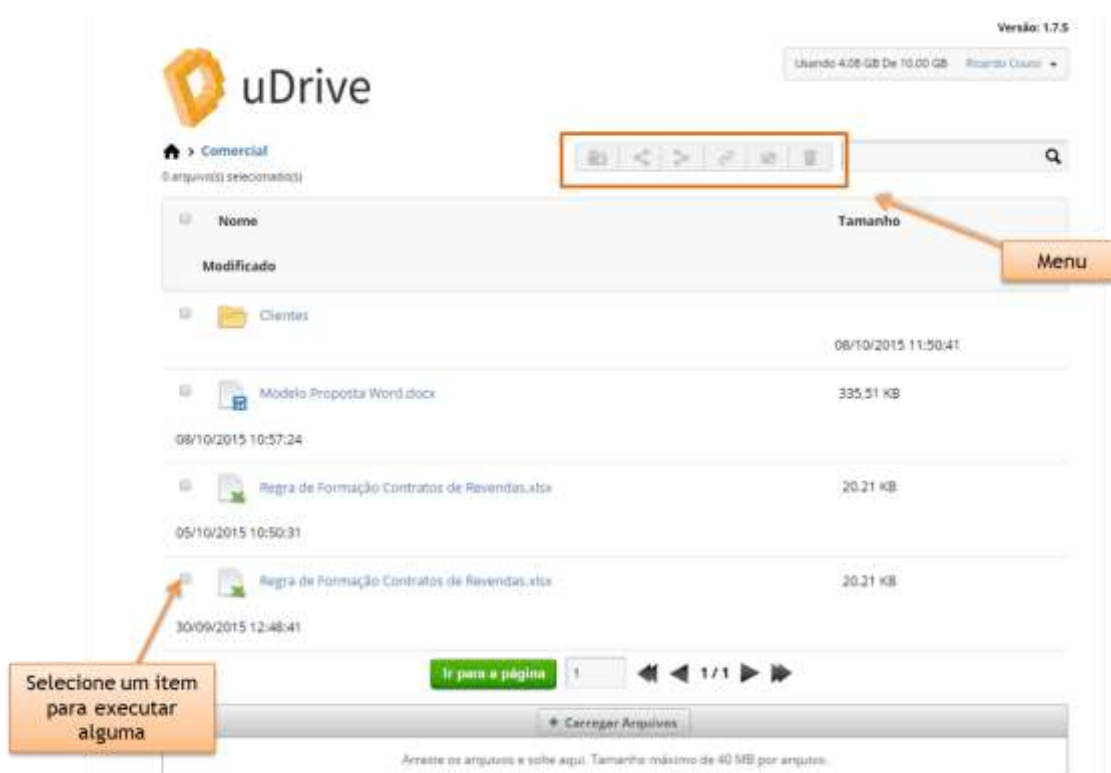 Versão: 1.7.5
uDrive
Usando 4.08 GB De 10.00 GB Ricardo Couto
> Comercial
0 arquivo(s) selecionado(s)
Nome Tamanho
Modificado
Menu
Clientes
08/10/2015 11:50:41
Modelo Proposta Word.docx 335,51 KB
08/10/2015 10:57:24
Regra de Formação Contratos de Revendas.xlsx 20.21 KB
05/10/2015 10:50:31
Regra de Formação Contratos de Revendas.xlsx 20.21 KB
30/09/2015 12:48:41
Selecione um item
para executar
alguma
Ir para a página 1 1 / 1
+ Carregar Arquivos
Arraste os arquivos e solte aqui. Tamanho máximo de 40 MB por arquivo.